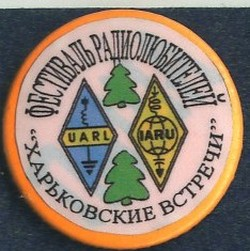 ФЕСТИВАЛЬ РАДИОЛЮБИТЕЛЕЙ
UARL
IARU
"ХАРЬКОВСКИЕ ВСТРЕЧИ"